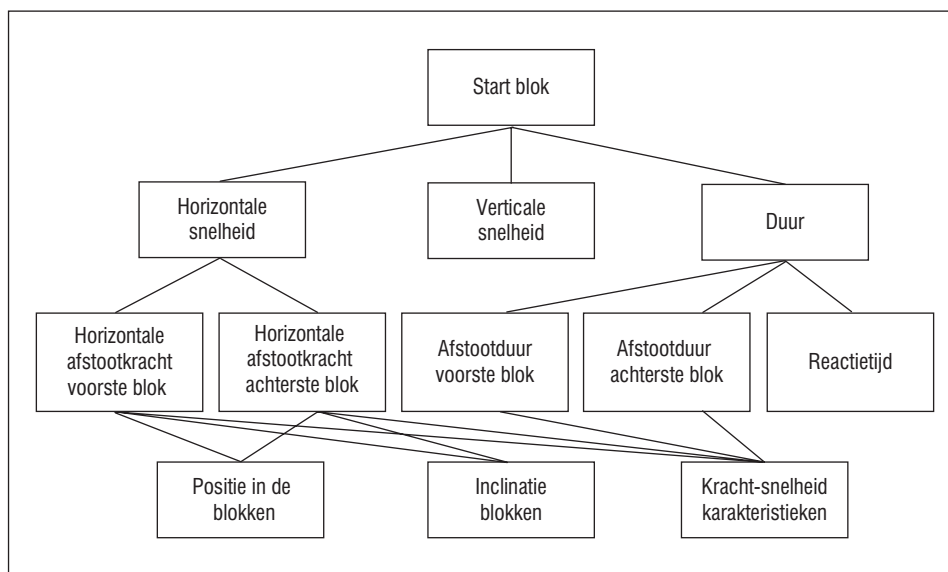 Start blok
Horizontale
snelheid
Verticale
snelheid
Duur
Horizontale
afstootkracht
voorste blok
Horizontale
afstootkracht
achterste blok
Afstootduur
voorste blok
Afstootduur
achterste blok
Reactietijd
Positie in de
blokken
Inclinatie
blokken
Kracht-snelheid
karakteristieken